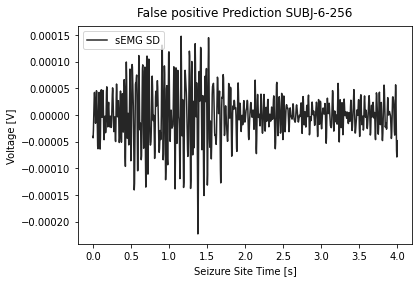 False positive Prediction SUBJ-6-256
sEMG SD
0.00015
0.00010
0.00005
0.00000
−0.00005
−0.00010
−0.00015
−0.00020
Voltage [V]
0.0 0.5 1.0 1.5 2.0 2.5 3.0 3.5 4.0
Seizure Site Time [s]